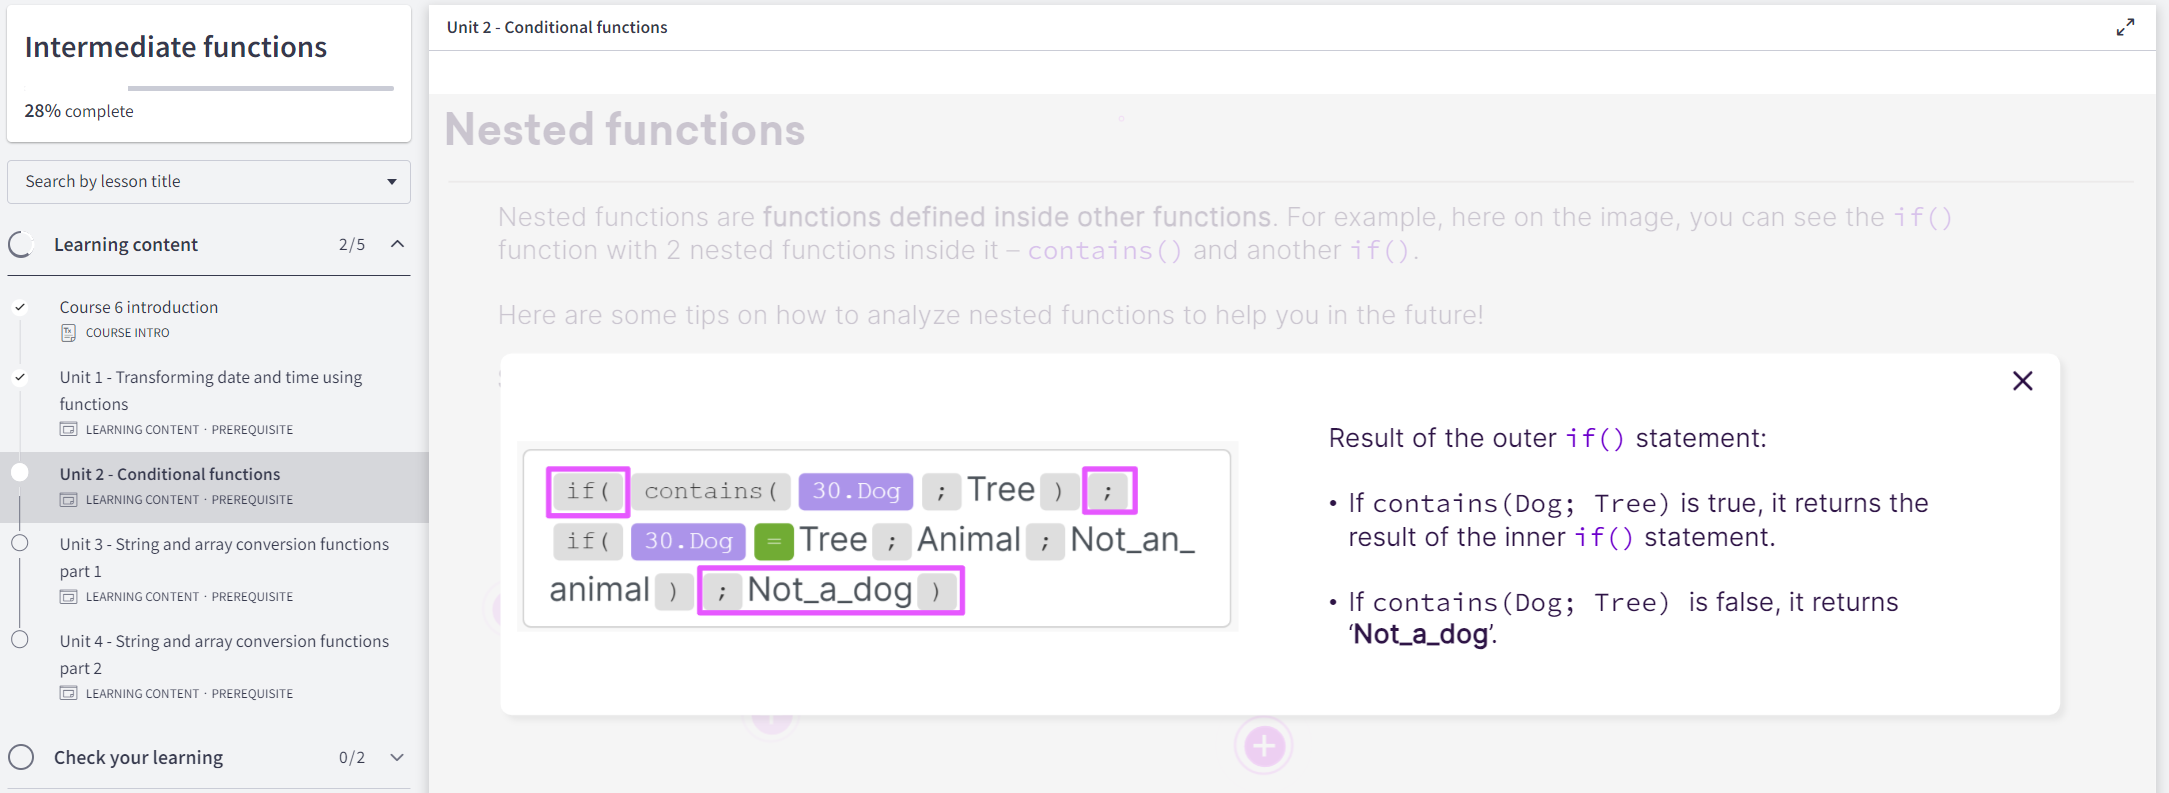 Intermediate functions
28% complete
Search by lesson title
Learning content 2/5
Course 6 introduction
COURSE INTRO
Unit 1 - Transforming date and time using
functions
LEARNING CONTENT · PREREQUISITE
Unit 2 - Conditional functions
LEARNING CONTENT · PREREQUISITE
Unit 3 - String and array conversion functions
part 1
LEARNING CONTENT · PREREQUISITE
Unit 4 - String and array conversion functions
part 2
LEARNING CONTENT · PREREQUISITE
Check your learning 0/2
Unit 2 - Conditional functions
Nested functions
Nested functions are functions defined inside other functions. For example, here on the image, you can see the if()
function with 2 nested functions inside it – contains() and another if().
Here are some tips on how to analyze nested functions to help you in the future!
if( contains( 30.Dog ; Tree ) ;
if( 30.Dog = Tree ; Animal ; Not_an_
animal ) ; Not_a_dog )
Result of the outer if() statement:
• If contains(Dog; Tree) is true, it returns the
result of the inner if() statement.
• If contains(Dog; Tree) is false, it returns
‘Not_a_dog’.